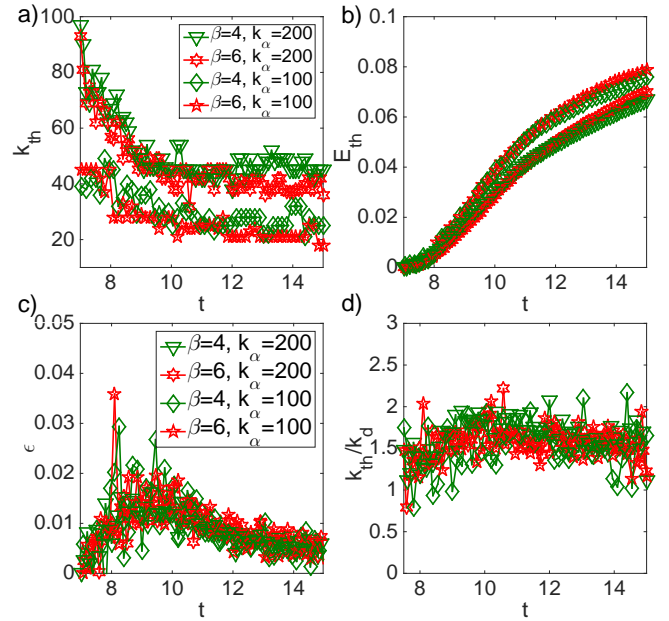 a)
100
80
60
40
20
k_th
8
10
12
14
t
β=4, k_α=200
β=6, k_α=200
β=4, k_α=100
β=6, k_α=100
b)
0.1
0.08
0.06
0.04
0.02
0
E_th
8
10
12
14
t
c)
0.05
0.04
0.03
0.02
0.01
0
ϵ
8
10
12
14
t
β=4, k_α=200
β=6, k_α=200
β=4, k_α=100
β=6, k_α=100
d)
3
2.5
2
1.5
1
0.5
0
k_th/k_d
8
10
12
14
t